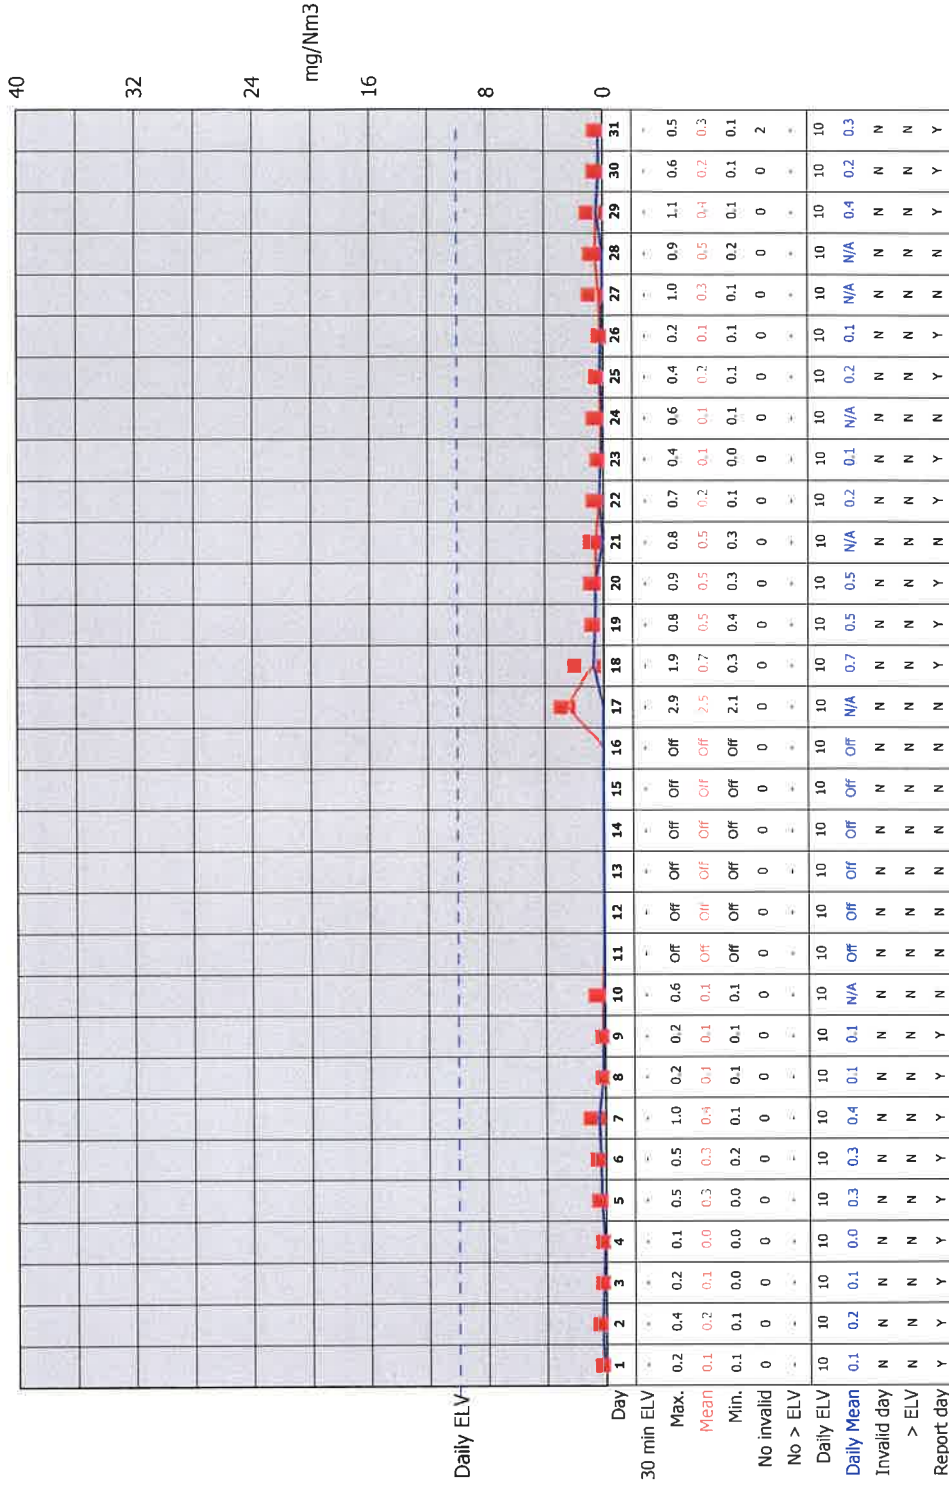 40
32
24
mg/Nm3
16
8
0
Daily ELV
Day 1 2 3 4 5 6 7 8 9 10 11 12 13 14 15 16 17 18 19 20 21 22 23 24 25 26 27 28 29 30 31
30 min ELV - - - - - - - - - - - - - - - - - - - - - - - - - - - - - - -
Max. 0.2 0.4 0.2 0.1 0.5 0.5 1.0 0.2 0.2 0.6 Off Off Off Off Off Off 2.9 1.9 0.8 0.9 0.8 0.7 0.4 0.6 0.4 0.2 1.0 0.9 1.1 0.6 0.5
Mean 0.1 0.2 0.1 0.0 0.3 0.3 0.4 0.1 0.1 0.1 Off Off Off Off Off Off 2.5 0.7 0.5 0.5 0.5 0.2 0.1 0.1 0.2 0.1 0.3 0.5 0.4 0.2 0.3
Min. 0.1 0.1 0.0 0.0 0.0 0.2 0.1 0.1 0.1 0.1 Off Off Off Off Off Off 2.1 0.3 0.4 0.3 0.3 0.1 0.0 0.1 0.1 0.1 0.1 0.2 0.1 0.1 0.1
No invalid 0 0 0 0 0 0 0 0 0 0 0 0 0 0 0 0 0 0 0 0 0 0 0 0 0 0 0 0 0 0 2
No > ELV - - - - - - - - - - - - - - - - - - - - - - - - - - - - - - -
Daily ELV 10 10 10 10 10 10 10 10 10 10 10 10 10 10 10 10 10 10 10 10 10 10 10 10 10 10 10 10 10 10 10
Daily Mean 0.1 0.2 0.1 0.0 0.3 0.3 0.4 0.1 0.1 N/A Off Off Off Off Off Off N/A 0.7 0.5 0.5 N/A 0.2 0.1 N/A 0.2 0.1 N/A N/A 0.4 0.2 0.3
Invalid day N N N N N N N N N N N N N N N N N N N N N N N N N N N N N N N
> ELV N N N N N N N N N N N N N N N N N N N N N N N N N N N N N N N
Report day Y Y Y Y Y Y Y Y Y N N N N N N N N Y Y Y N Y Y N Y Y N N Y Y Y